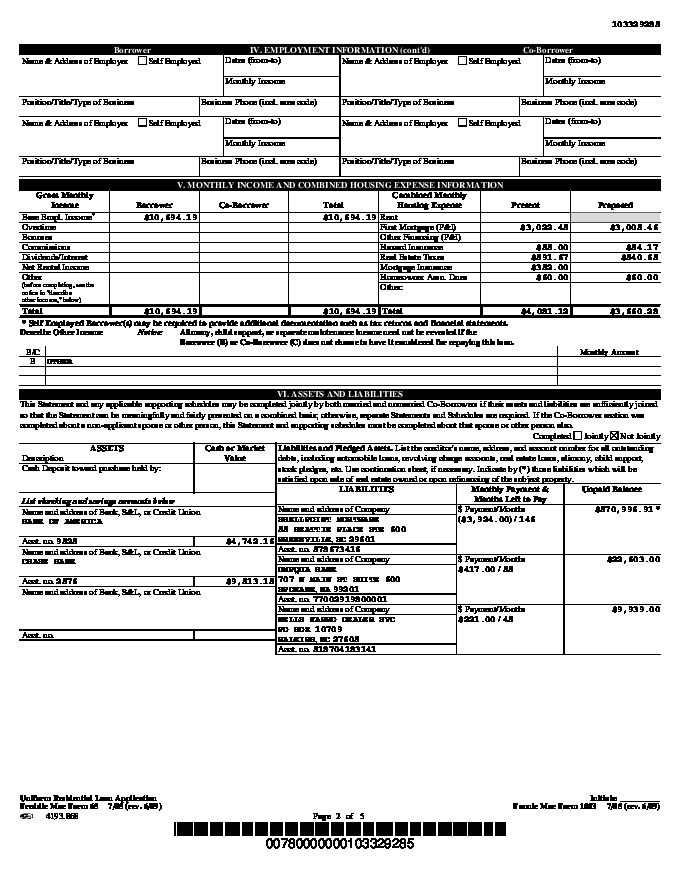 103329285
Borrower IV. EMPLOYMENT INFORMATION (cont'd) Co-Borrower
Name & Address of Employer Self Employed Dates (from-to) Name & Address of Employer Self Employed Dates (from-to)
Monthly Income Monthly Income
Position/Title/Type of Business Business Phone (incl. area code) Position/Title/Type of Business Business Phone (incl. area code)
Name & Address of Employer Self Employed Dates (from-to) Name & Address of Employer Self Employed Dates (from-to)
Monthly Income Monthly Income
Position/Title/Type of Business Business Phone (incl. area code) Position/Title/Type of Business Business Phone (incl. area code)
V. MONTHLY INCOME AND COMBINED HOUSING EXPENSE INFORMATION
Gross Monthly Income Borrower Co-Borrower Total Combined Monthly Housing Expense Present Proposed
Base Empl. Income* $10,694.19 $10,694.19 Rent
Overtime First Mortgage (P&I) $3,022.48 $3,008.46
Bonuses Other Financing (P&I)
Commissions Hazard Insurance $88.00 $84.17
Dividends/Interest Real Estate Taxes $891.67 $840.68
Net Rental Income Mortgage Insurance $382.00
Other Homeowner Assn. Dues $60.00 $60.00
(before completing, see the Other:
notice in "describe
other income," below)
Total $10,694.19 $10,694.19 Total $4,081.12 $3,660.28
* Self Employed Borrower(s) may be required to provide additional documentation such as tax returns and financial statements.
Describe Other Income Notice: Alimony, child support, or separate maintenance income need not be revealed if the
Borrower (B) or Co-Borrower (C) does not choose to have it considered for repaying this loan.
B/C Monthly Amount
B OTHER
VI. ASSETS AND LIABILITIES
This Statement and any applicable supporting schedules may be completed jointly by both married and unmarried Co-Borrowers if their assets and liabilities are sufficiently joined
so that the Statement can be meaningfully and fairly presented on a combined basis; otherwise, separate Statements and Schedules are required. If the Co-Borrower section was
completed about a non-applicant spouse or other person, this Statement and supporting schedules must be completed about that spouse or other person also.
Completed Jointly Not Jointly
ASSETS Cash or Market Value
Description
Cash Deposit toward purchase held by:
Liabilities and Pledged Assets. List the creditor's name, address, and account number for all outstanding
debts, including automobile loans, revolving charge accounts, real estate loans, alimony, child support,
stock pledges, etc. Use continuation sheet, if necessary. Indicate by (*) those liabilities which will be
satisfied upon sale of real estate owned or upon refinancing of the subject property.
LIABILITIES Monthly Payment & Months Left to Pay Unpaid Balance
List checking and savings accounts below
Name and address of Bank, S&L, or Credit Union
BANK OF AMERICA
Acct. no. 9828 $4,742.16
Name and address of Bank, S&L, or Credit Union
CHASE BANK
Acct. no. 2876 $9,813.18
Name and address of Bank, S&L, or Credit Union
Acct. no.
Name and address of Company $ Payment/Months $870,996.91 *
SHELLPOINT MORTGAGE ($3,924.00) / 146
55 BEATTIE PLACE STE 600
GREENVILLE, SC 29601
Acct. no. 578673416
Name and address of Company $ Payment/Months $22,603.00
UMPQUA BANK $417.00 / 55
707 W MAIN ST SUITE 600
SPOKANE, WA 99201
Acct. no. 77002919800001
Name and address of Company $ Payment/Months $9,939.00
WELLS FARGO DEALER SVC $221.00 / 45
PO BOX 10709
RALEIGH, NC 27605
Acct. no. 818704183141
Uniform Residential Loan Application Initials:
Freddie Mac Form 65 7/05 (rev. 6/09) Fannie Mae Form 1003 7/05 (rev. 6/09)
4193.868 Page 2 of 5
00780000000103329285